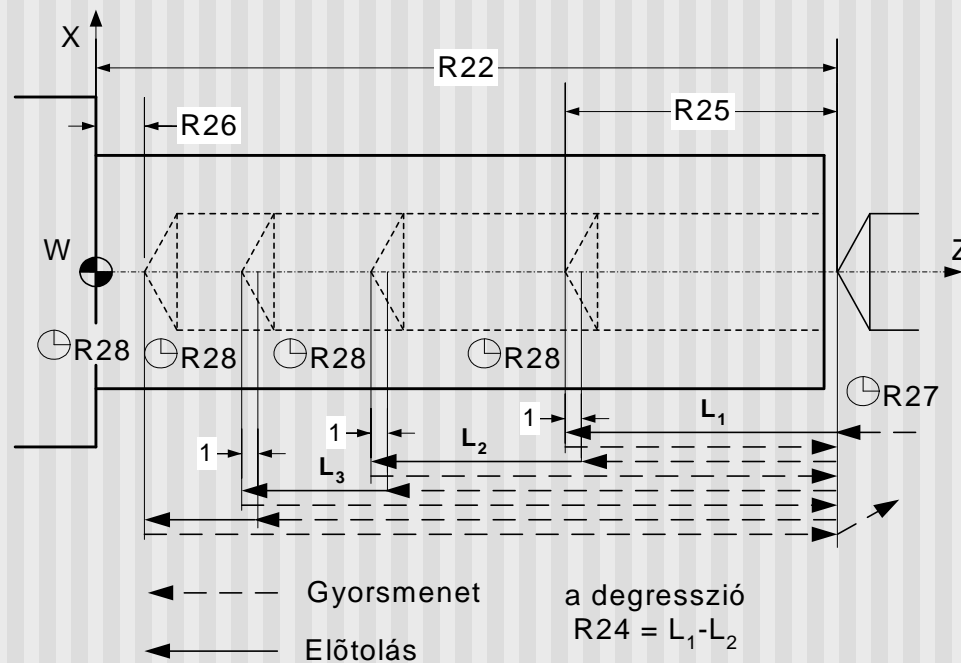 X
R22
R25
R26
W
Z
R28
R28
R28
R28
R27
1
L₁
1
L₂
1
L₃
Gyorsmenet
Elõtolás
a degresszió
R24 = L₁-L₂